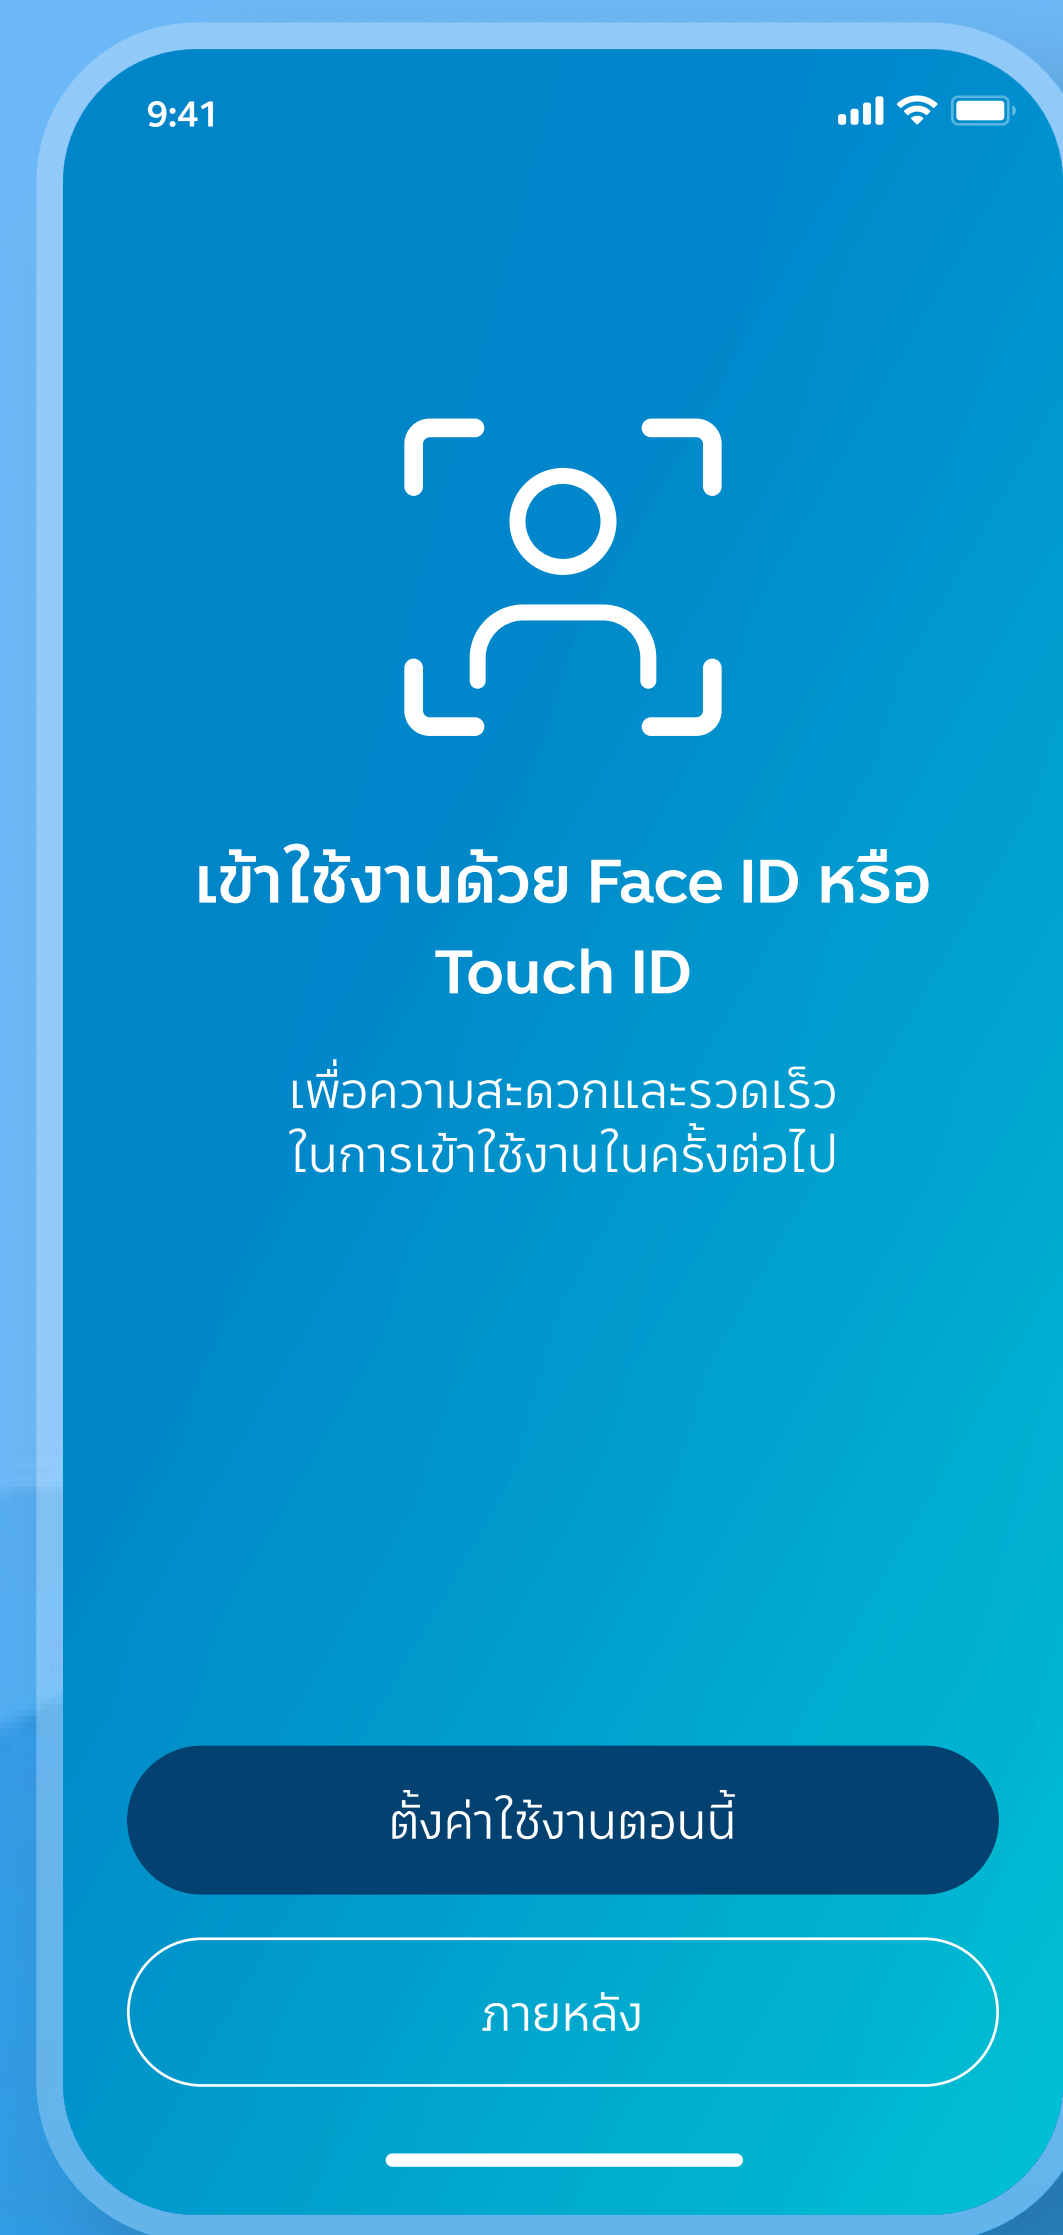 9:41
เข้าใช้งานด้วย Face ID หรือ
Touch ID
เพื่อความสะดวกและรวดเร็ว
ในการเข้าใช้งานในครั้งต่อไป
ตั้งค่าใช้งานตอนนี้
ภายหลัง